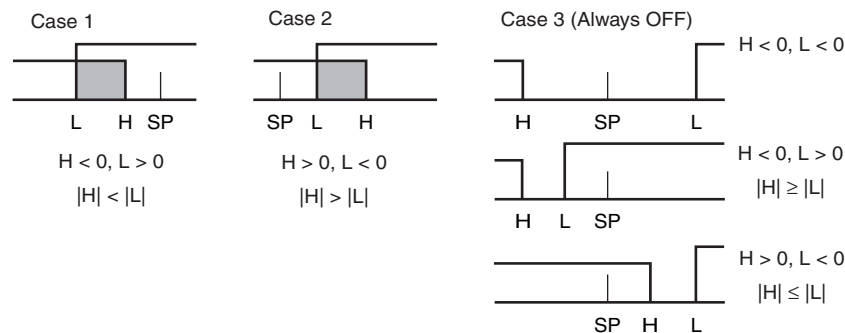 Case 1
L H SP
H < 0, L > 0
|H| < |L|
Case 2
SP L H
H > 0, L < 0
|H| > |L|
Case 3 (Always OFF)
H < 0, L < 0
H SP L
H < 0, L > 0
|H| ≥ |L|
H L SP
H > 0, L < 0
|H| ≤ |L|
SP H L